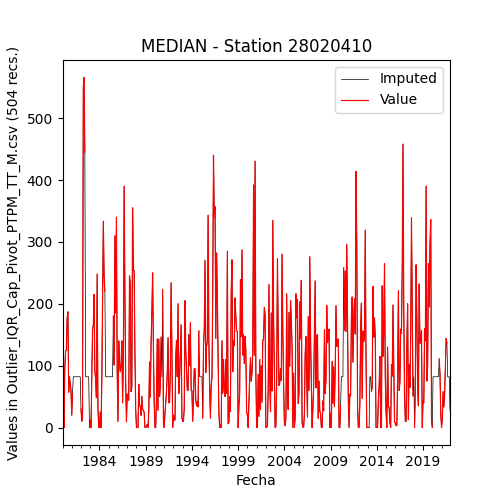 MEDIAN - Station 28020410
Imputed
Value
Values in Outlier_IQR_Cap_Pivot_PTPM_TT_M.csv (504 recs.)
500
400
300
200
100
0
1984 1989 1994 1999 2004 2009 2014 2019
Fecha